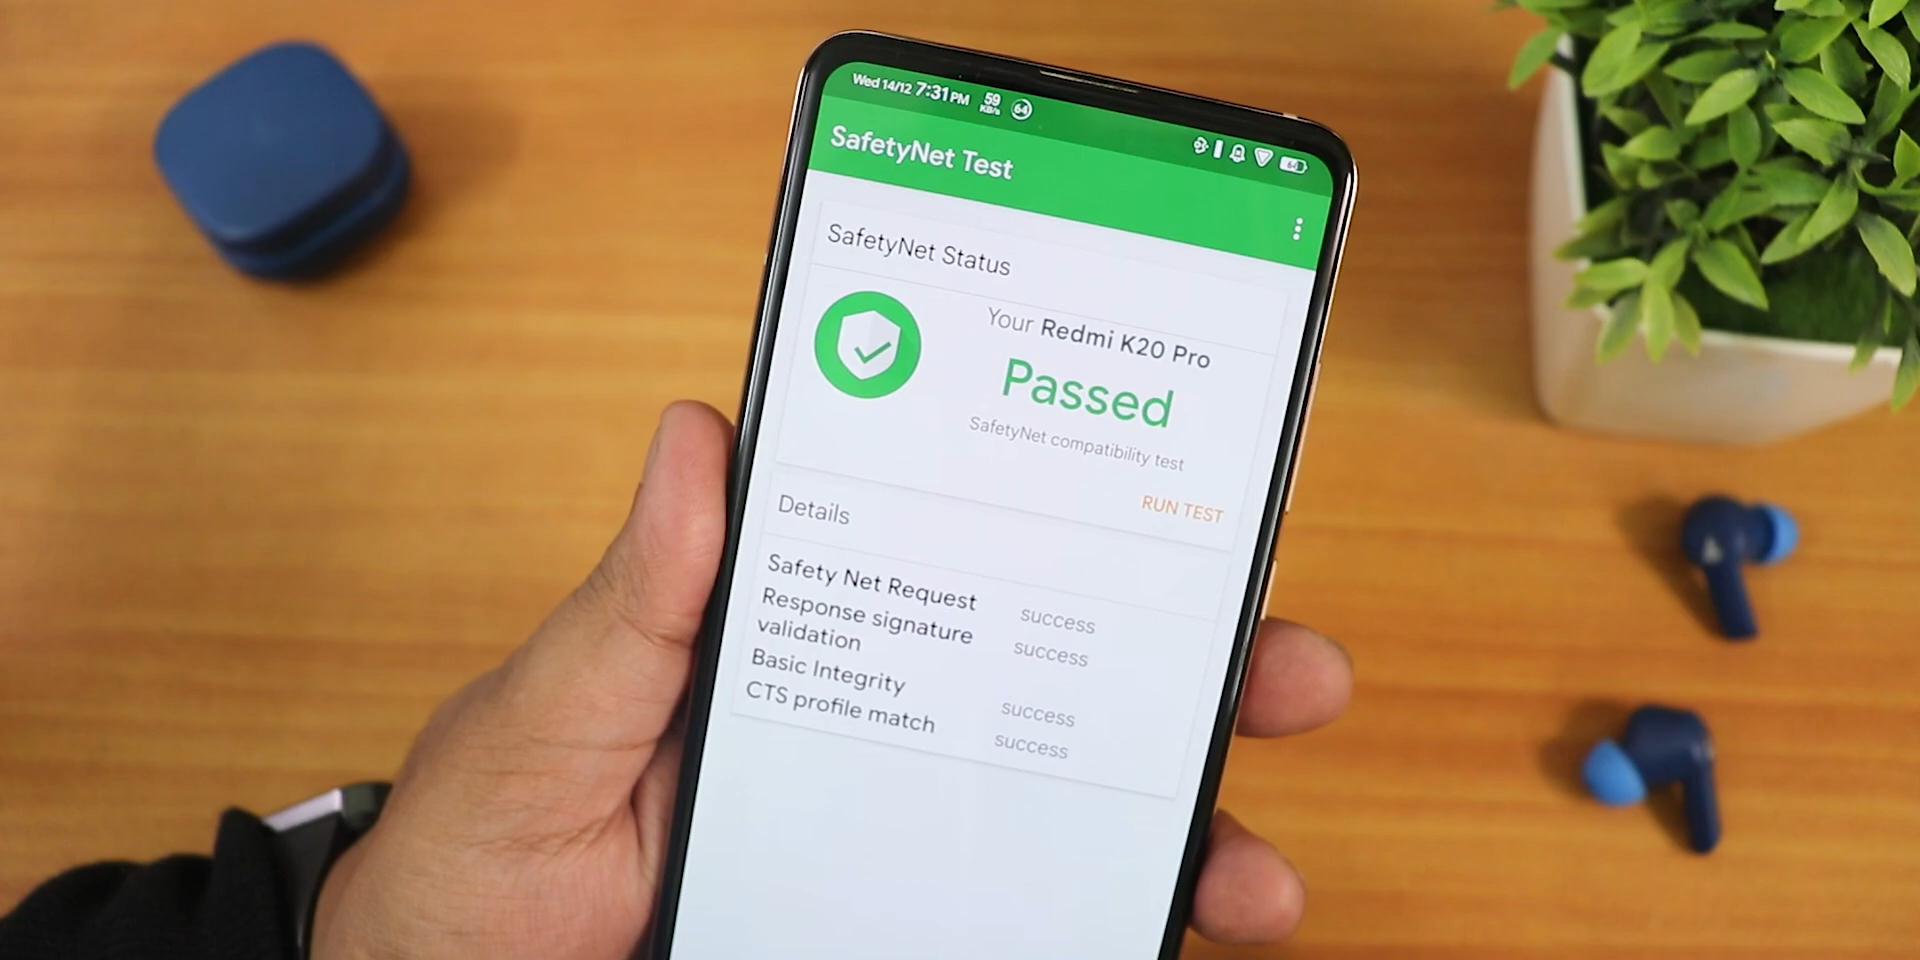 Wed 14/12 7:31 PM 59 KB/s 64
64
SafetyNet Test
SafetyNet Status
Your Redmi K20 Pro
Passed
SafetyNet compatibility test
RUN TEST
Details
Safety Net Request success
Response signature validation success
Basic Integrity success
CTS profile match success